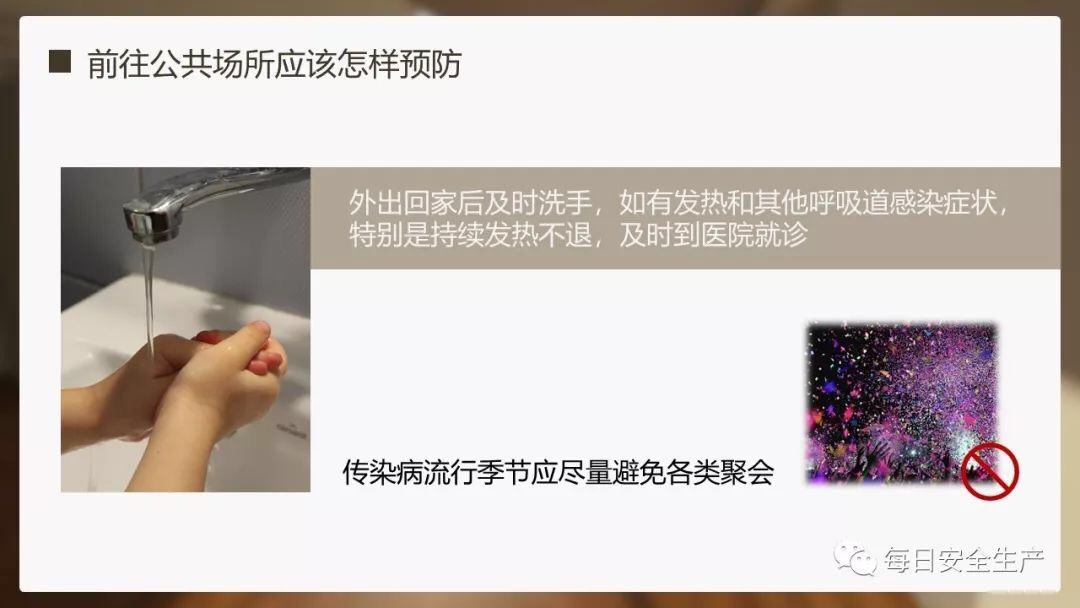 前往公共场所应该怎样预防
外出回家后及时洗手，如有发热和其他呼吸道感染症状，
特别是持续发热不退，及时到医院就诊
传染病流行季节应尽量避免各类聚会
每日安全生产